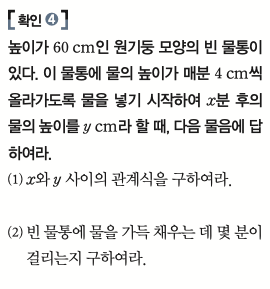 [ 확인 ④ ]
높이가 60 cm인 원기둥 모양의 빈 물통이
있다. 이 물통에 물의 높이가 매분 4 cm씩
올라가도록 물을 넣기 시작하여 x분 후의
물의 높이를 y cm라 할 때, 다음 물음에 답
하여라.
(1) x와 y 사이의 관계식을 구하여라.
(2) 빈 물통에 물을 가득 채우는 데 몇 분이
걸리는지 구하여라.